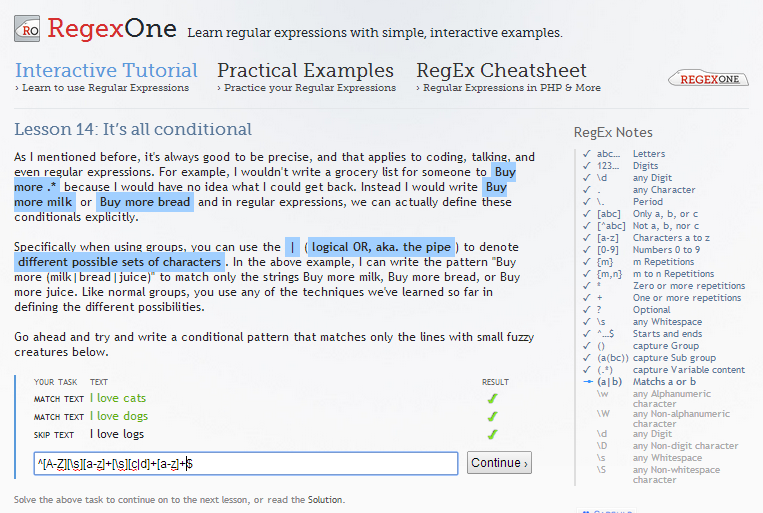 RO RegexOne Learn regular expressions with simple, interactive examples.
Interactive Tutorial
› Learn to use Regular Expressions
Practical Examples
› Practice your Regular Expressions
RegEx Cheatsheet
› Regular Expressions in PHP & More
REGEXONE
Lesson 14: It's all conditional
As I mentioned before, it's always good to be precise, and that applies to coding, talking, and
even regular expressions. For example, I wouldn't write a grocery list for someone to Buy
more .* because I would have no idea what I could get back. Instead I would write Buy
more milk or Buy more bread and in regular expressions, we can actually define these
conditionals explicitly.
Specifically when using groups, you can use the | (logical OR, aka. the pipe) to denote
different possible sets of characters. In the above example, I can write the pattern "Buy
more (milk|bread|juice)" to match only the strings Buy more milk, Buy more bread, or Buy
more juice. Like normal groups, you use any of the techniques we've learned so far in
defining the different possibilities.
Go ahead and try and write a conditional pattern that matches only the lines with small fuzzy
creatures below.
YOUR TASK TEXT RESULT
MATCH TEXT I love cats
MATCH TEXT I love dogs
SKIP TEXT I love logs
^[A-Z][\s][a-z]+[\s][c|d]+[a-z]+$
Continue ›
Solve the above task to continue on to the next lesson, or read the Solution.
RegEx Notes
✓ abc... Letters
✓ 123... Digits
✓ \d any Digit
✓ . any Character
✓ \. Period
✓ [abc] Only a, b, or c
✓ [^abc] Not a, b, nor c
✓ [a-z] Characters a to z
✓ [0-9] Numbers 0 to 9
✓ {m} m Repetitions
✓ {m,n} m to n Repetitions
✓ * Zero or more repetitions
✓ + One or more repetitions
✓ ? Optional
✓ \s any Whitespace
✓ ^...$ Starts and ends
✓ () capture Group
✓ (a(bc)) capture Sub group
✓ (.*) capture Variable content
(a|b) Matchs a or b
\w any Alphanumeric
character
\W any Non-alphanumeric
character
\d any Digit
\D any Non-digit character
\s any Whitespace
\S any Non-whitespace
character